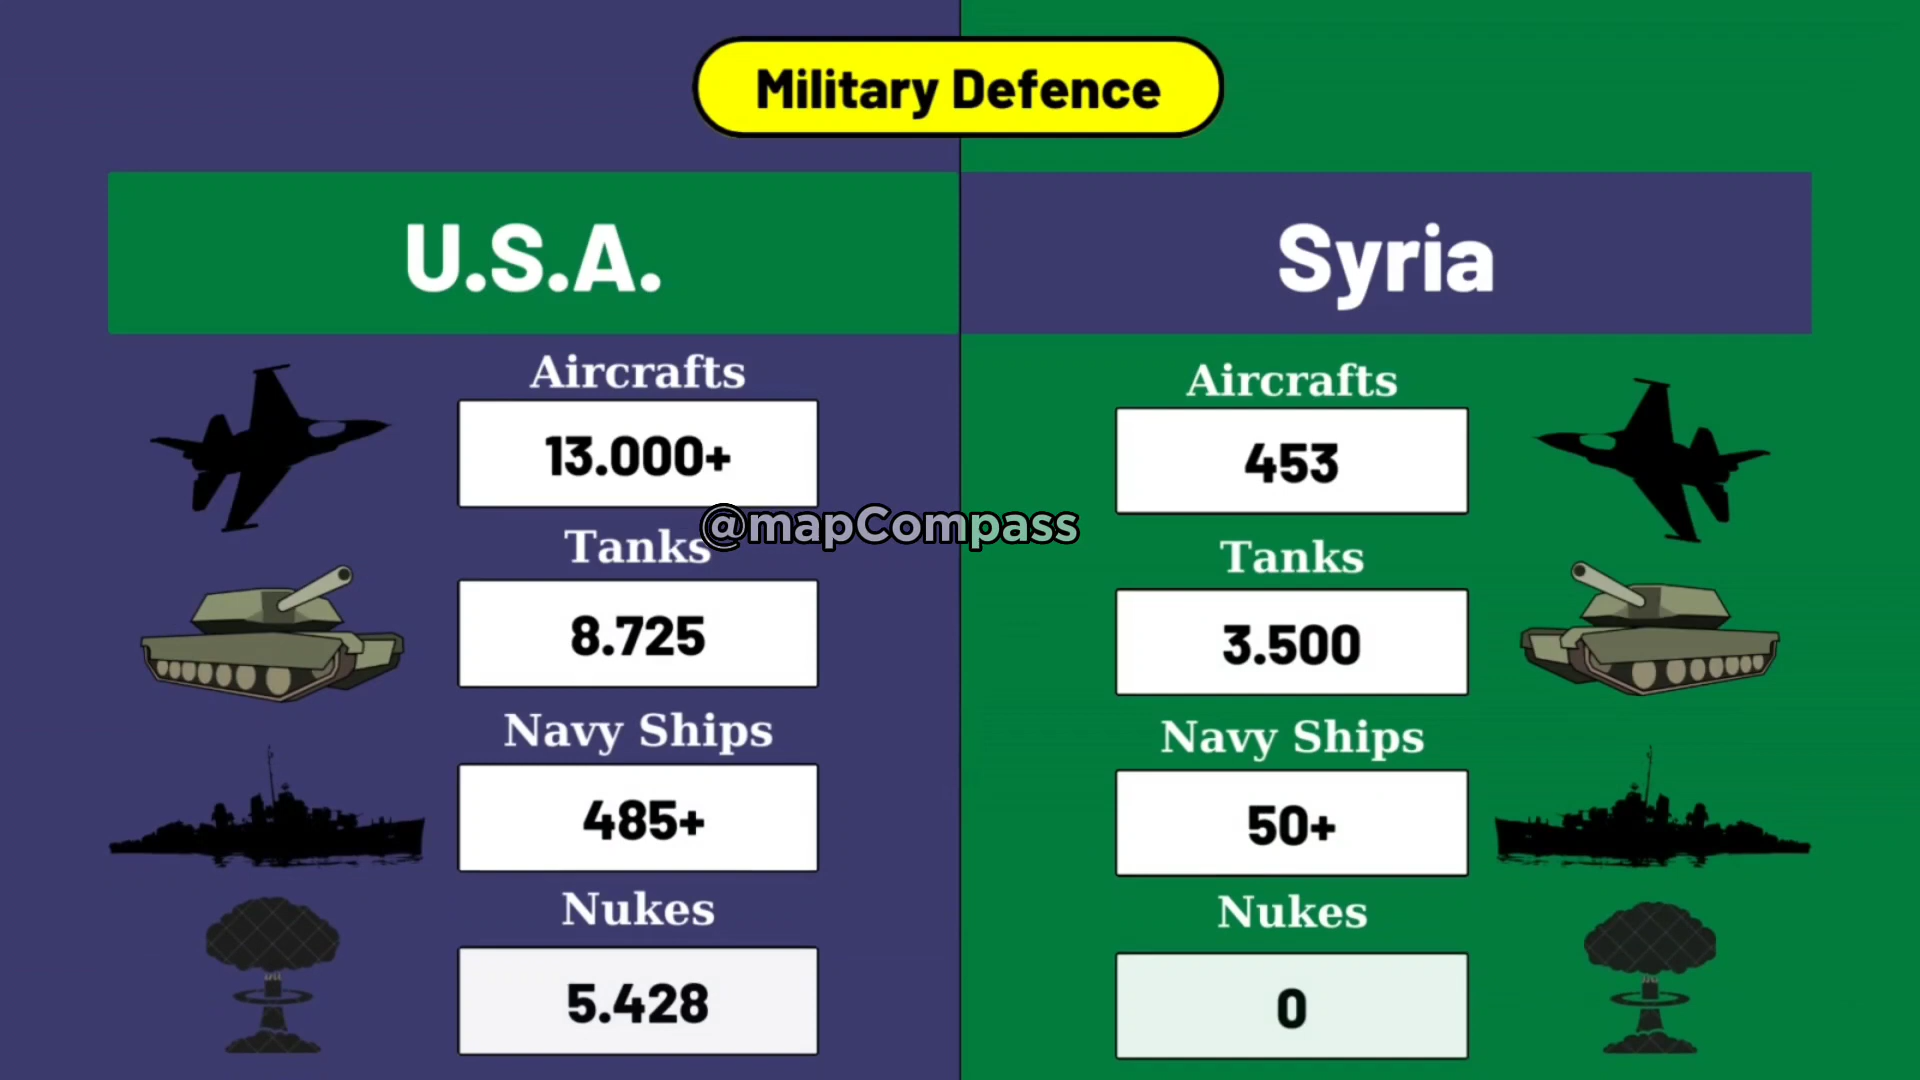 Military Defence
U.S.A.
Syria
Aircrafts
13.000+
Aircrafts
453
@mapCompass
Tanks
8.725
Tanks
3.500
Navy Ships
485+
Navy Ships
50+
Nukes
5.428
Nukes
0